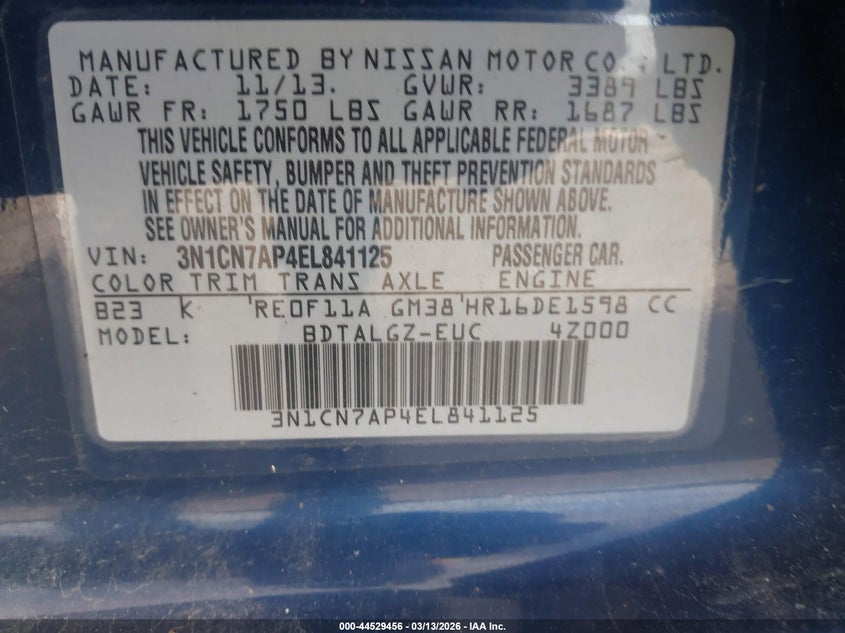 MANUFACTURED BY NISSAN MOTOR CO., LTD.
DATE: 11/13. GVWR: 3389 LBS
GAWR FR: 1750 LBS GAWR RR: 1687 LBS
THIS VEHICLE CONFORMS TO ALL APPLICABLE FEDERAL MOTOR
VEHICLE SAFETY, BUMPER AND THEFT PREVENTION STANDARDS
IN EFFECT ON THE DATE OF MANUFACTURE SHOWN ABOVE.
SEE OWNER'S MANUAL FOR ADDITIONAL INFORMATION.
VIN: 3N1CN7AP4EL841125 PASSENGER CAR.
COLOR TRIM TRANS AXLE ENGINE
B23 K 'RE0F11A GM38'HR16DE1598 CC
MODEL: BDTALGZ-EUC 4Z000
3N1CN7AP4EL841125
000-44529456 | 03/13/2026 - IAA Inc.